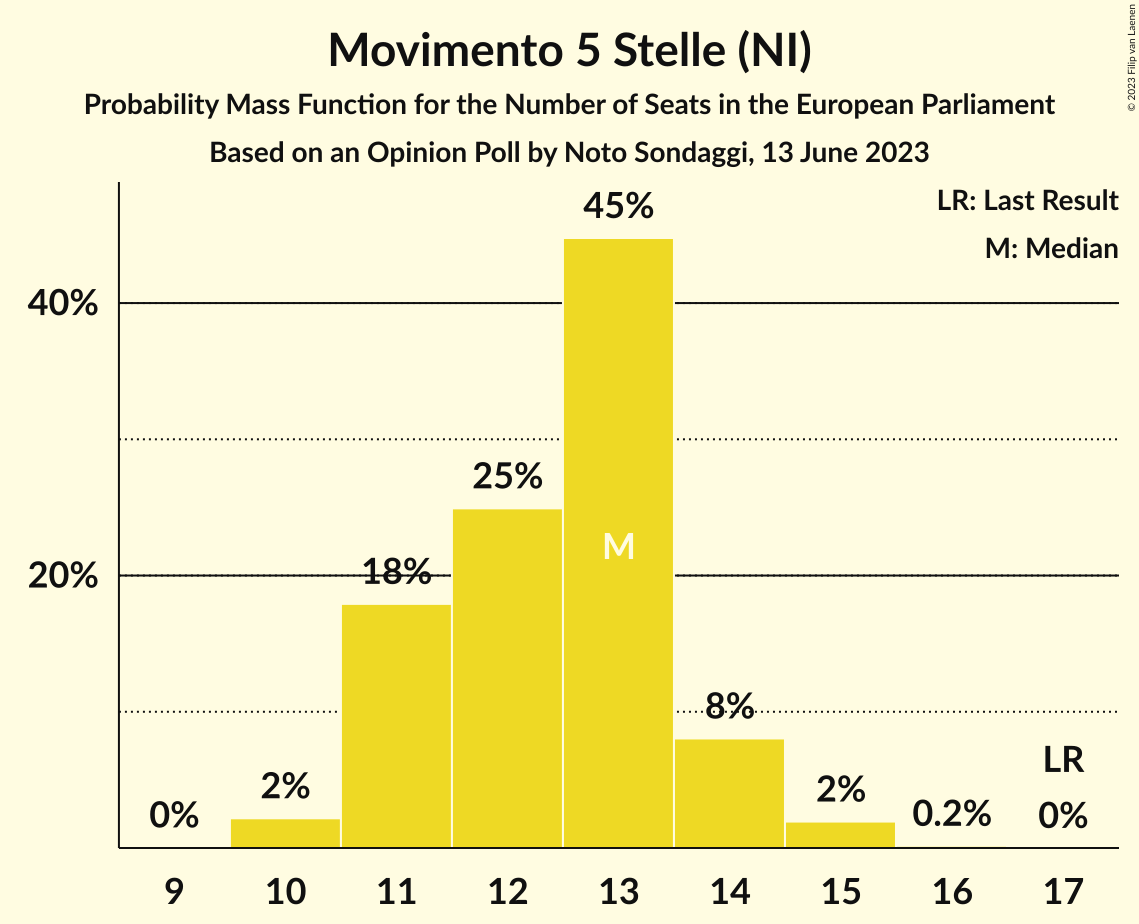 Movimento 5 Stelle (NI)
Probability Mass Function for the Number of Seats in the European Parliament
Based on an Opinion Poll by Noto Sondaggi, 13 June 2023
© 2023 Filip van Laenen
LR: Last Result
M: Median
45%
40%
25%
M
18%
20%
8%
LR
2%
2%
0%
0.2%
0%
9 10 11 12 13 14 15 16 17